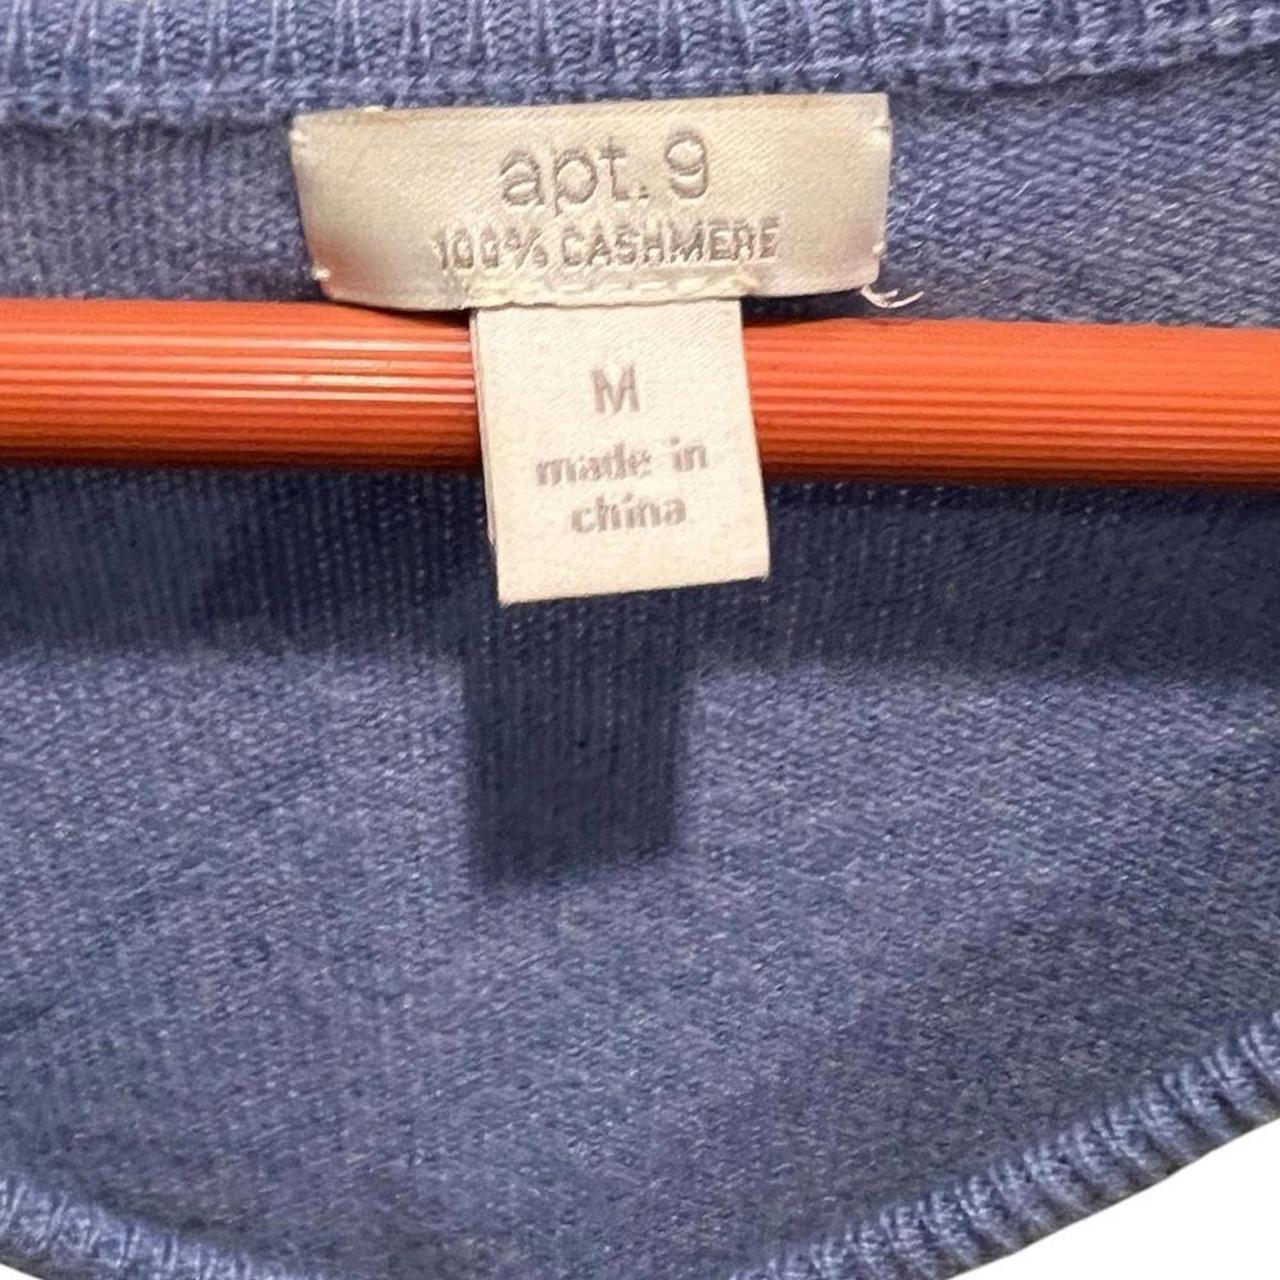 apt. 9
100% CASHMERE
M
made in
china